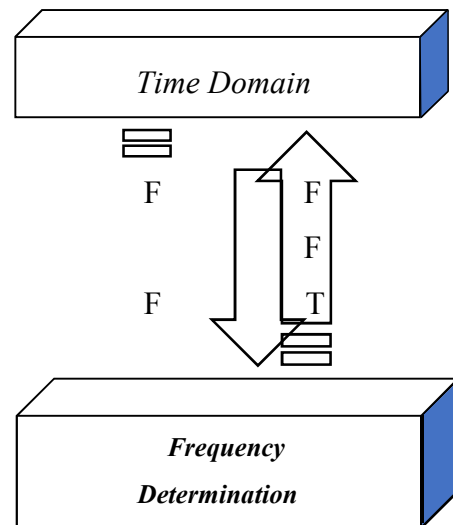 Time Domain
F F
F
F T
Frequency
Determination